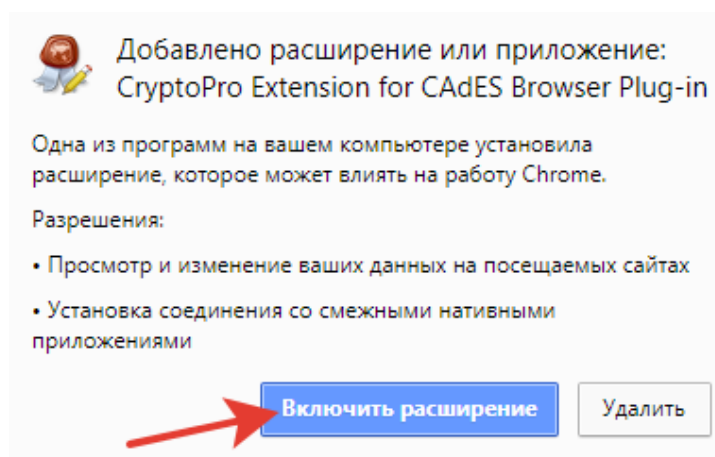 Добавлено расширение или приложение:
CryptoPro Extension for CAdES Browser Plug-in
Одна из программ на вашем компьютере установила
расширение, которое может влиять на работу Chrome.
Разрешения:
• Просмотр и изменение ваших данных на посещаемых сайтах
• Установка соединения со смежными нативными
приложениями
Включить расширение
Удалить